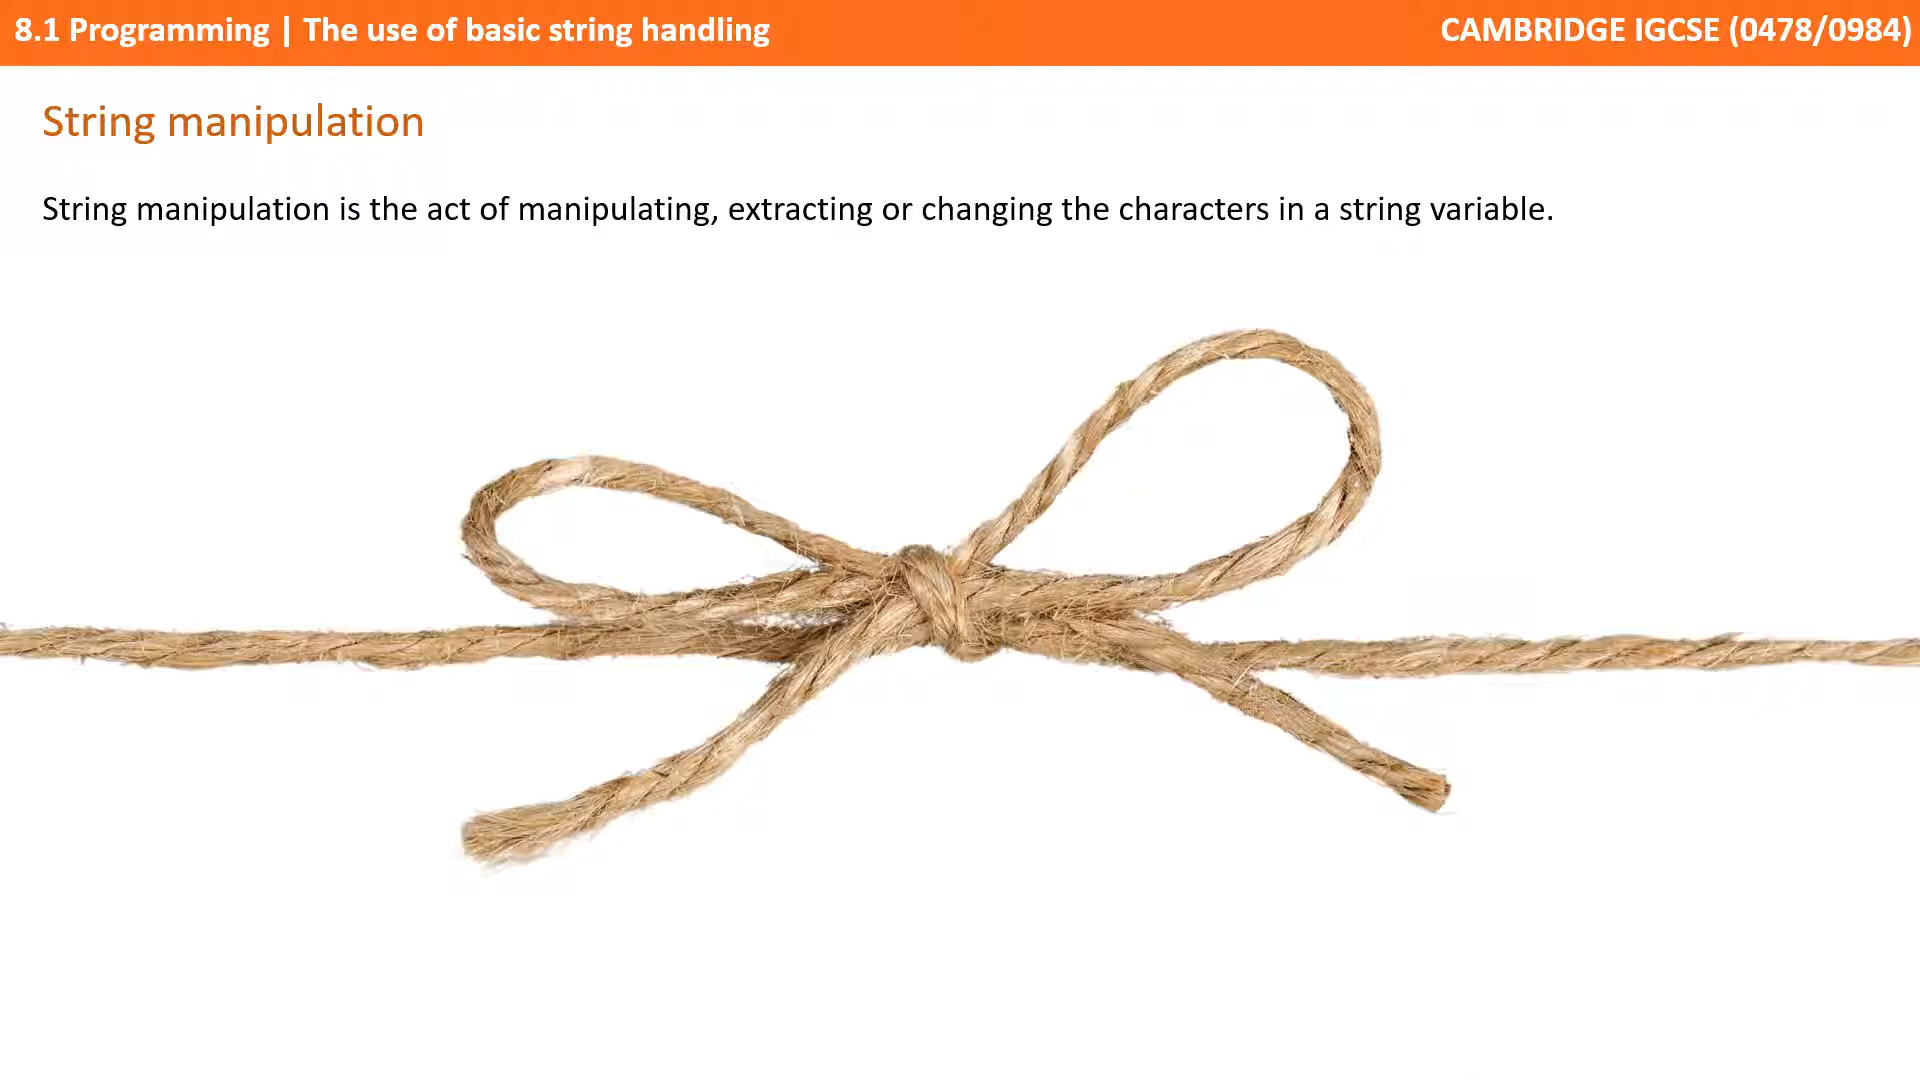 8.1 Programming | The use of basic string handling
CAMBRIDGE IGCSE (0478/0984)
String manipulation
String manipulation is the act of manipulating, extracting or changing the characters in a string variable.